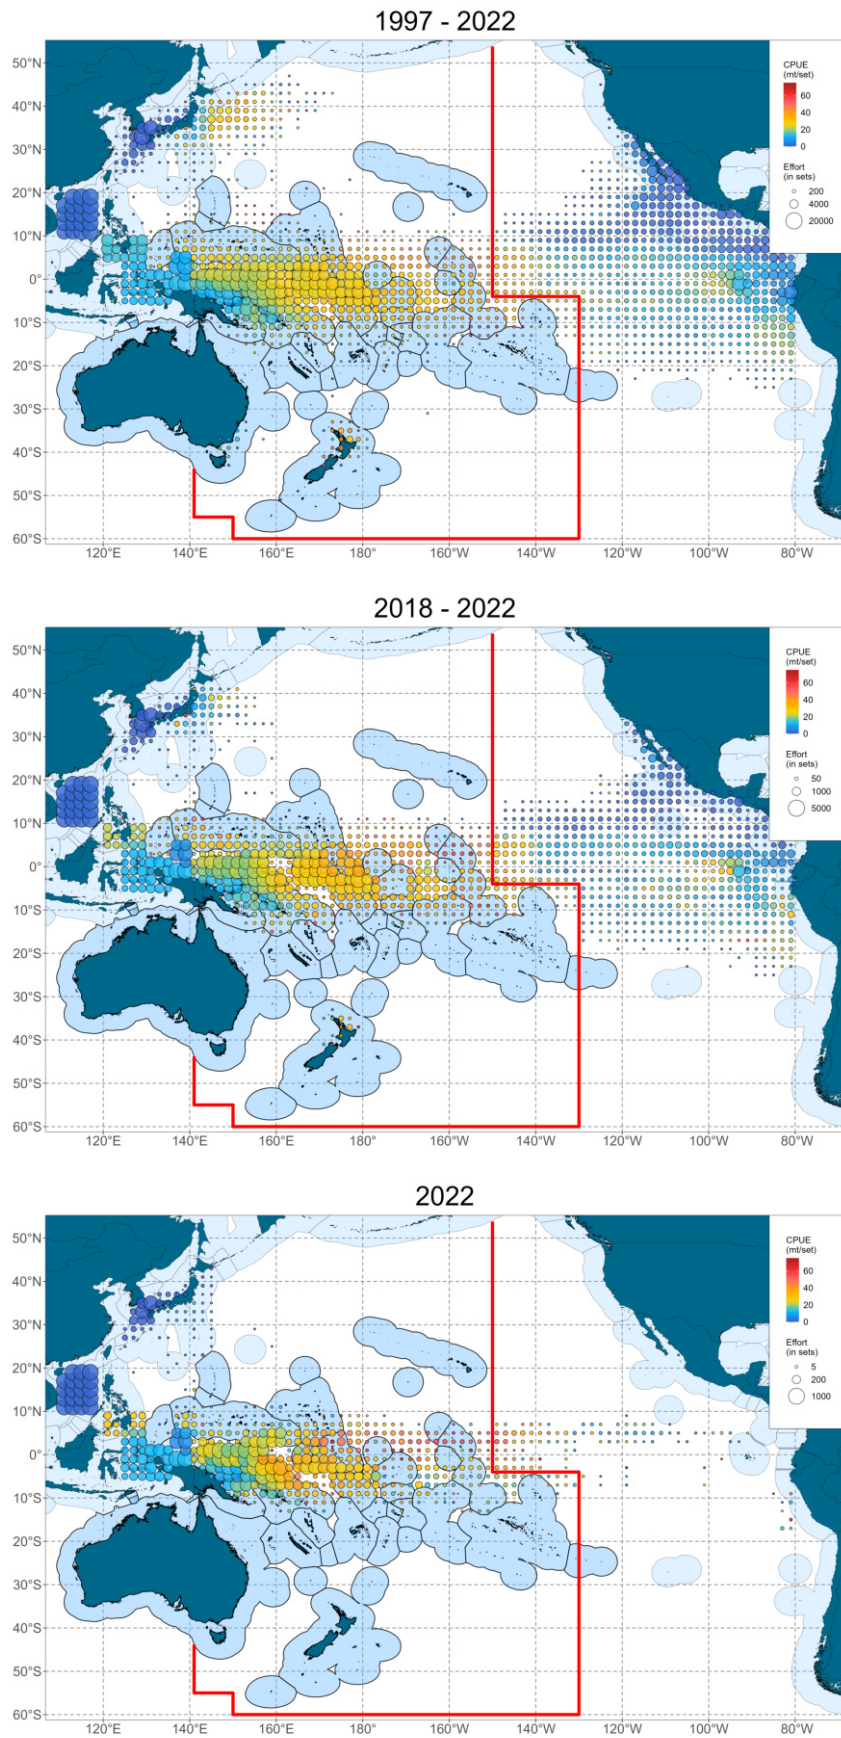 1997 - 2022
50°N
40°N
30°N
20°N
10°N
0°
10°S
20°S
30°S
40°S
50°S
60°S
120°E
140°E
160°E
180°
160°W
140°W
120°W
100°W
80°W
CPUE
(mt/set)
60
40
20
0
Effort
(in sets)
200
4000
20000
2018 - 2022
50°N
40°N
30°N
20°N
10°N
0°
10°S
20°S
30°S
40°S
50°S
60°S
120°E
140°E
160°E
180°
160°W
140°W
120°W
100°W
80°W
CPUE
(mt/set)
60
40
20
0
Effort
(in sets)
50
1000
5000
2022
50°N
40°N
30°N
20°N
10°N
0°
10°S
20°S
30°S
40°S
50°S
60°S
120°E
140°E
160°E
180°
160°W
140°W
120°W
100°W
80°W
CPUE
(mt/set)
60
40
20
0
Effort
(in sets)
5
200
1000